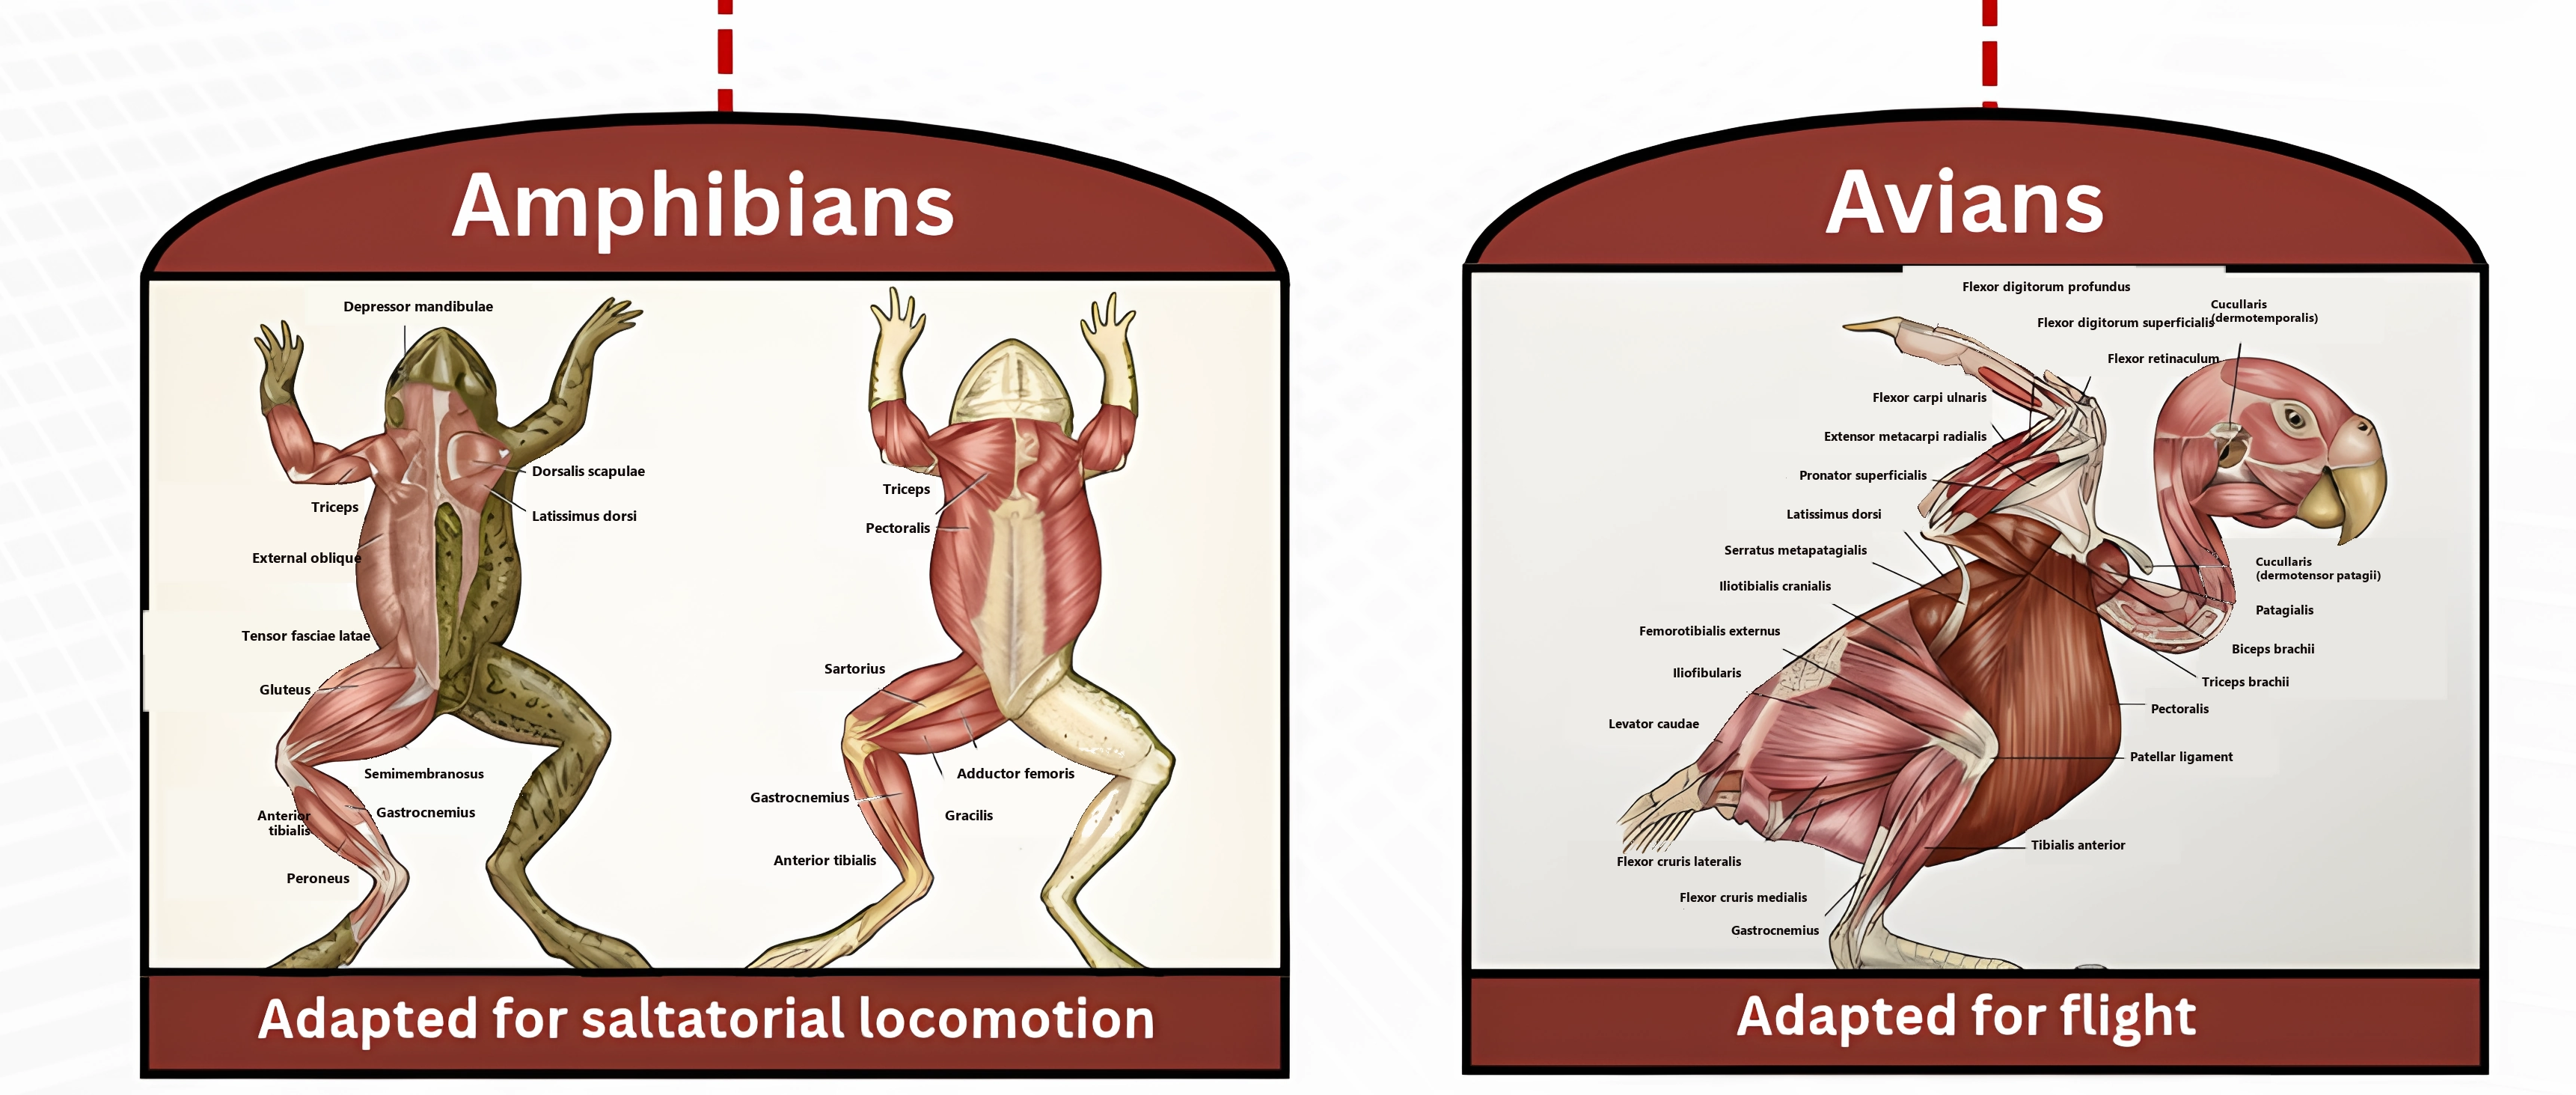 Amphibians
Depressor mandibulae
Dorsalis scapulae
Triceps
Latissimus dorsi
External oblique
Tensor fasciae latae
Gluteus
Semimembranosus
Gastrocnemius
Anterior
tibialis
Peroneus
Triceps
Pectoralis
Sartorius
Adductor femoris
Gastrocnemius
Gracilis
Anterior tibialis
Adapted for saltatorial locomotion
Avians
Flexor digitorum profundus
Cucullaris
(dermotemporalis)
Flexor digitorum superficialis
Flexor retinaculum
Flexor carpi ulnaris
Extensor metacarpi radialis
Pronator superficialis
Latissimus dorsi
Serratus metapatagialis
Iliotibialis cranialis
Femorotibialis externus
Iliofibularis
Levator caudae
Cucullaris
(dermotensor patagii)
Patagialis
Biceps brachii
Triceps brachii
Pectoralis
Patellar ligament
Tibialis anterior
Flexor cruris lateralis
Flexor cruris medialis
Gastrocnemius
Adapted for flight